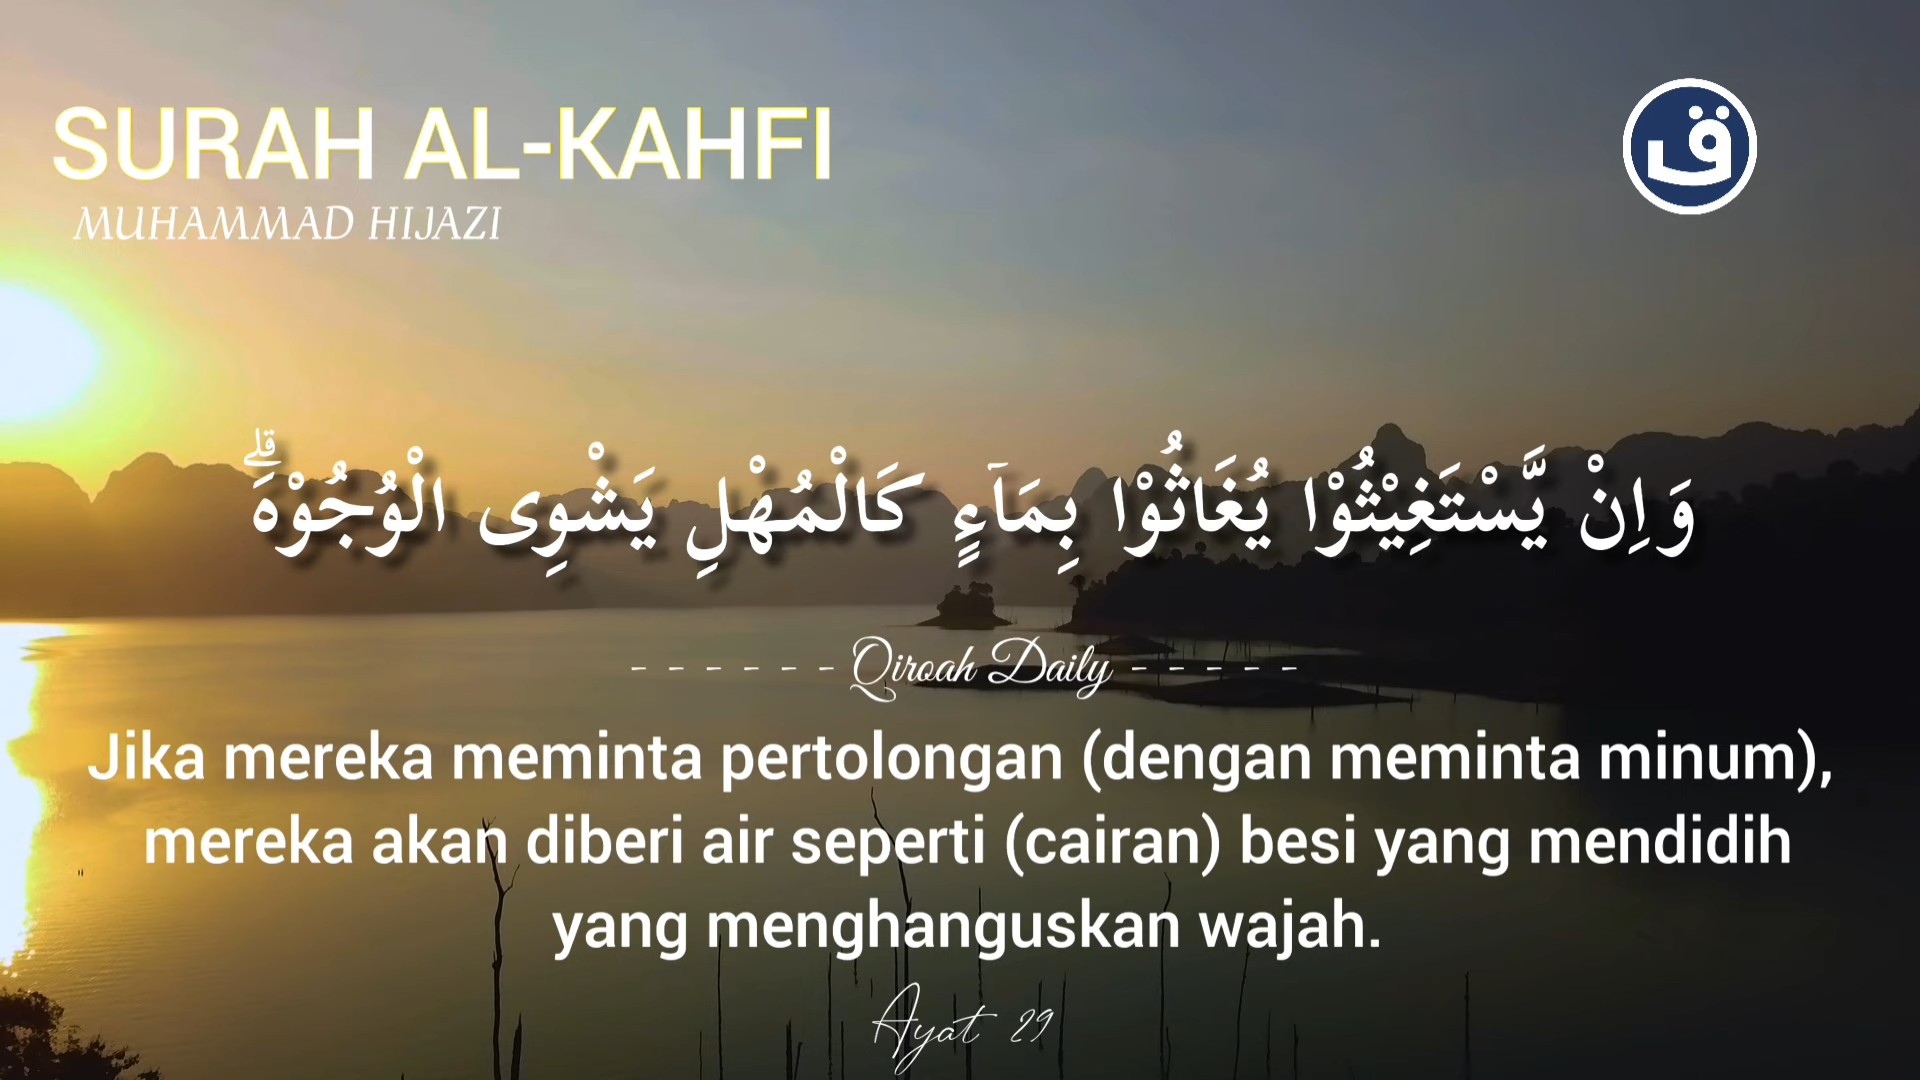 SURAH AL-KAHFI
MUHAMMAD HIJAZI
ق
وَاِنْ يَّسْتَغِيْثُوْا يُغَاثُوْا بِمَاۤءٍ كَالْمُهْلِ يَشْوِى الْوُجُوْهَۗ
------Qiroah Daily-----
Jika mereka meminta pertolongan (dengan meminta minum),
mereka akan diberi air seperti (cairan) besi yang mendidih
yang menghanguskan wajah.
Ayat 29